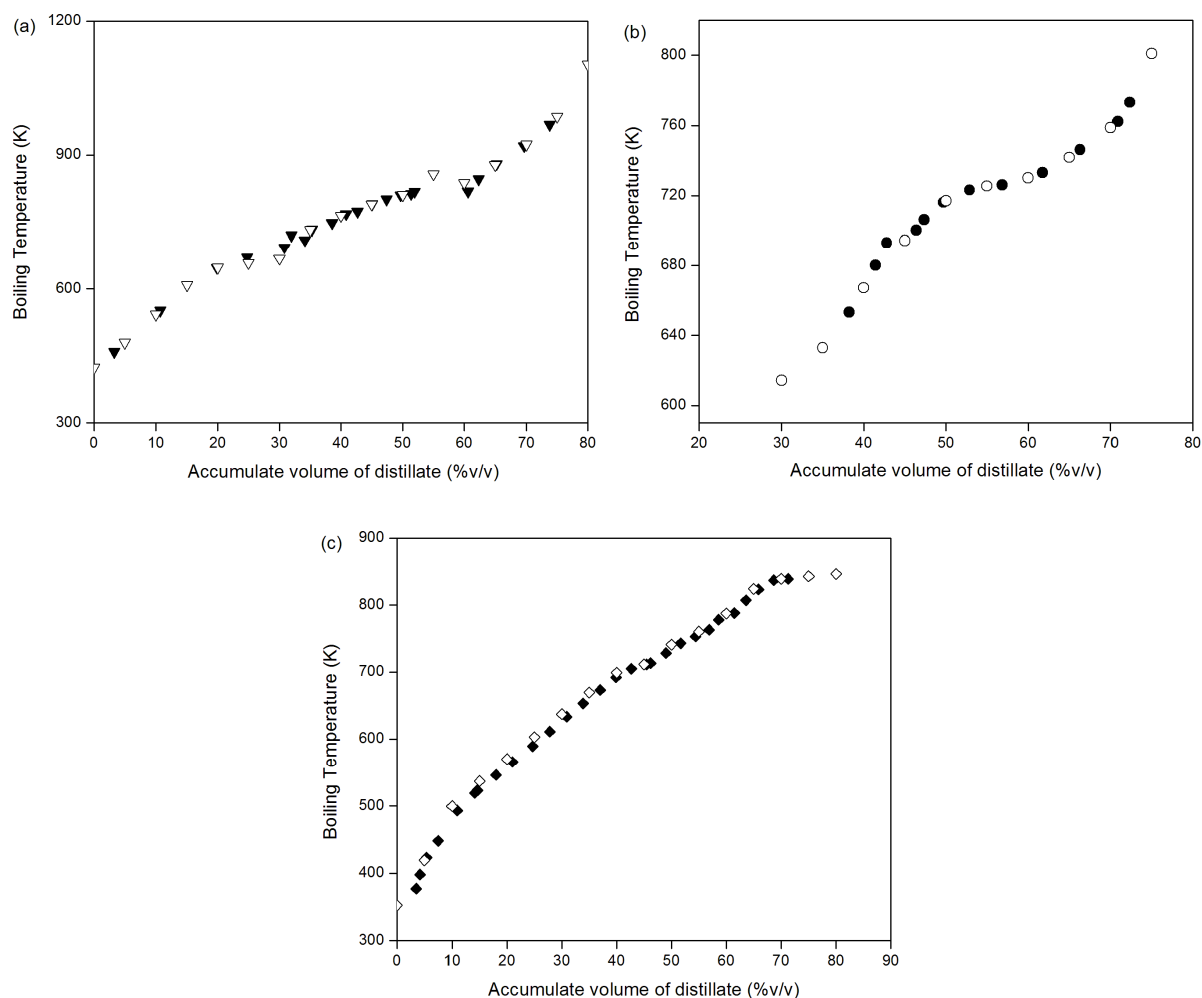 (a)
1200
900
600
300
Boiling Temperature (K)
0 10 20 30 40 50 60 70 80
Accumulate volume of distillate (%v/v)
(b)
800
760
720
680
640
600
Boiling Temperature (K)
20 30 40 50 60 70 80
Accumulate volume of distillate (%v/v)
(c)
900
800
700
600
500
400
300
Boiling Temperature (K)
0 10 20 30 40 50 60 70 80 90
Accumulate volume of distillate (%v/v)